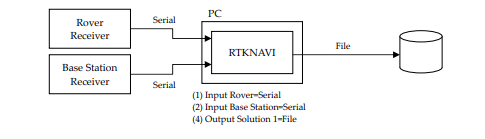 Rover
Receiver
Serial
PC
RTKNAVI
File
Base Station
Receiver
Serial
(1) Input Rover=Serial
(2) Input Base Station=Serial
(4) Output Solution 1=File